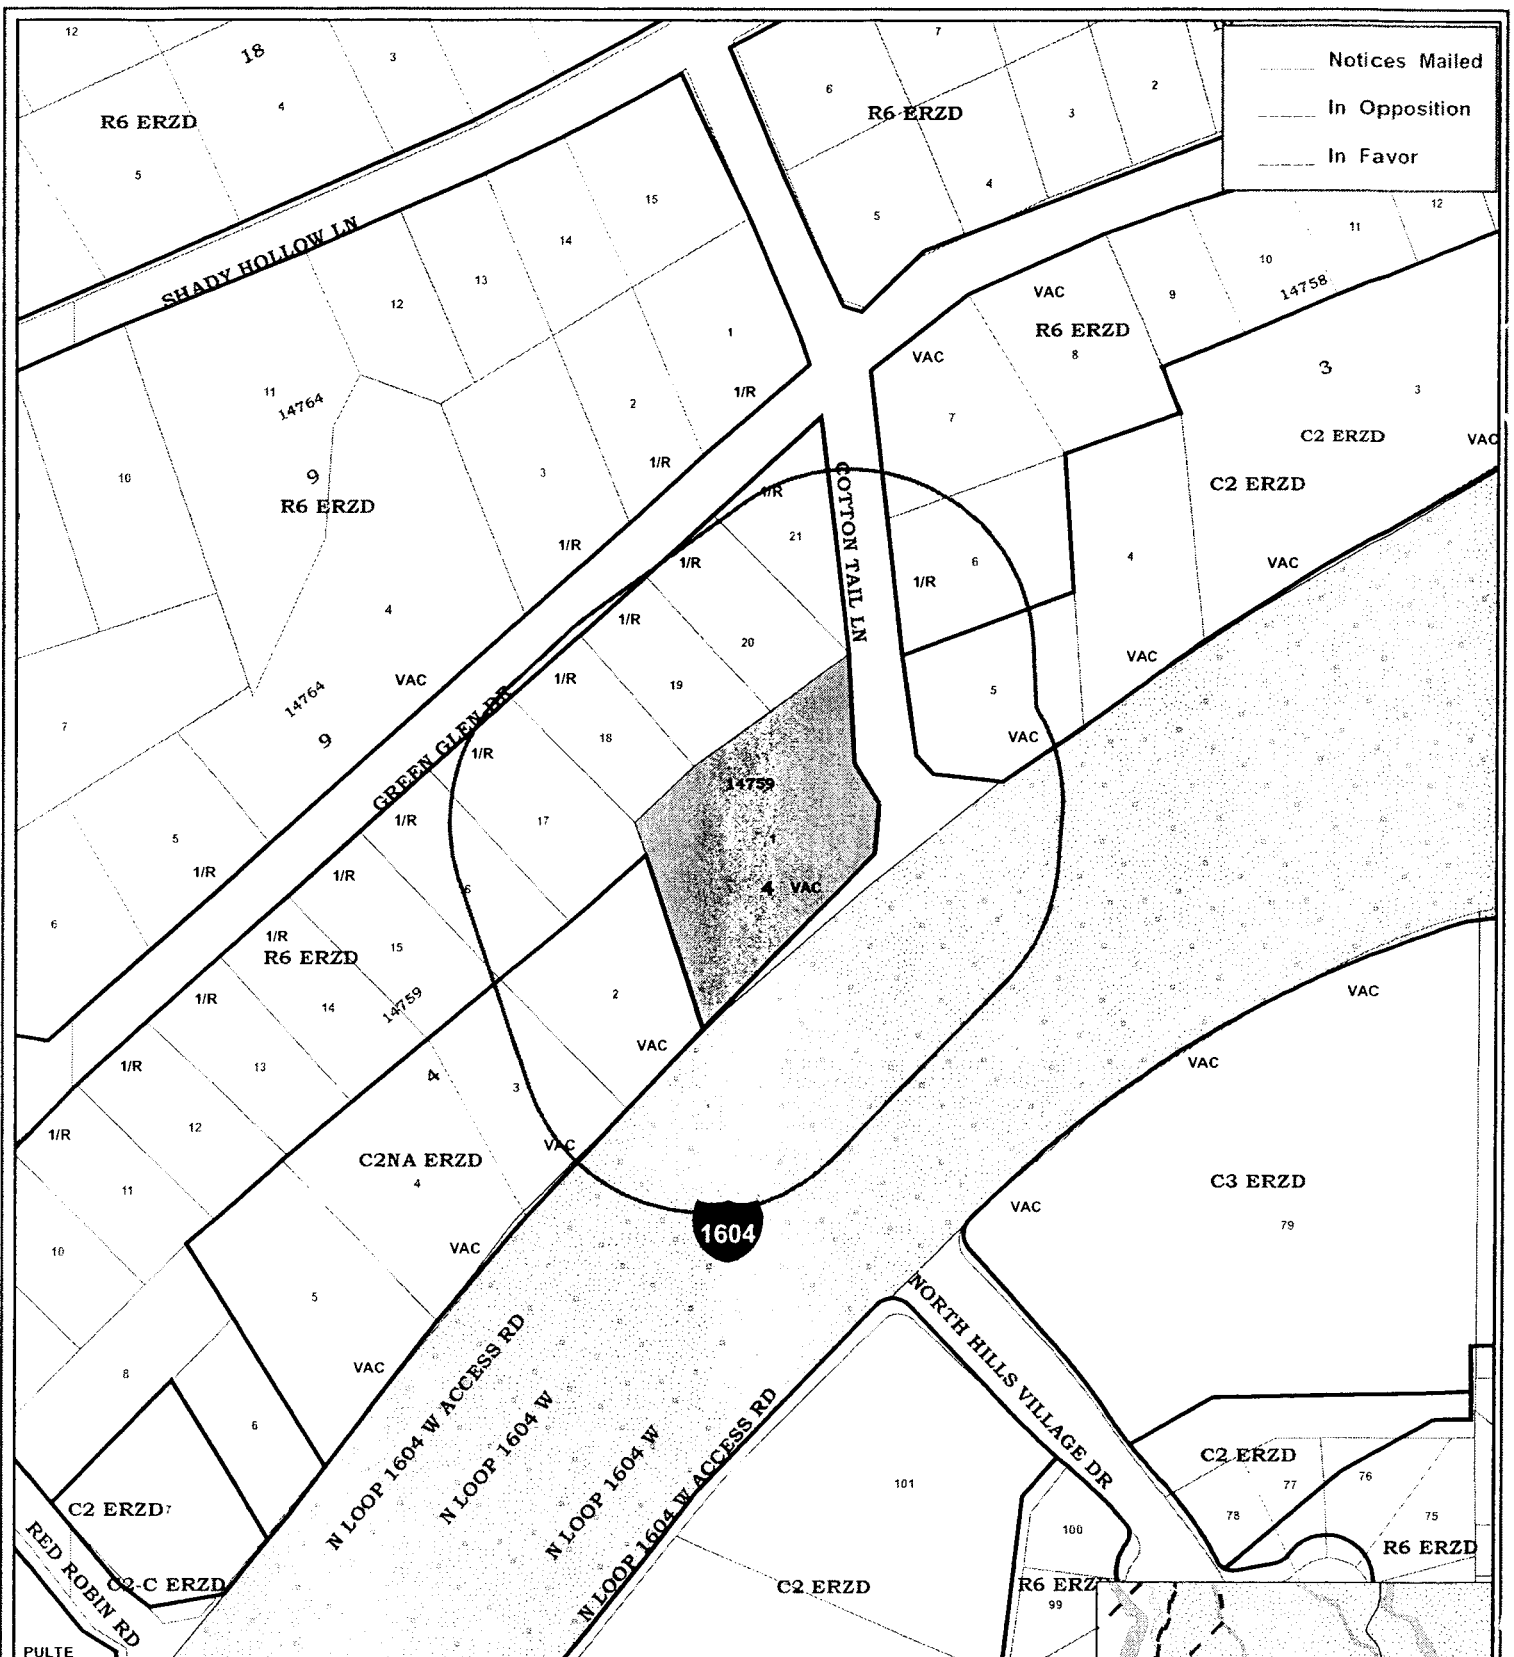 12
18
3
4
R6 ERZD
5
7
6
R6 ERZD
2
3
4
5
Notices Mailed
In Opposition
In Favor
SHADY HOLLOW LN
15
14
13
12
1
1/R
2
11
14764
10
9
R6 ERZD
3
1/R
1/R
4
VAC
14764
9
7
5
1/R
6
12
11
10
14758
9
VAC
R6 ERZD
8
VAC
7
3
3
C2 ERZD
VAC
C2 ERZD
VAC
4
VAC
6
1/R
5
VAC
COTTON TAIL LN
1/R
21
1/R
20
1/R
19
1/R
18
1/R
17
GREEN GLEN DR
1/R
16
1/R
1/R
R6 ERZD
15
14759
14
1/R
13
1/R
12
1/R
11
10
8
14759
1
4 VAC
2
VAC
3
VAC
4
C2NA ERZD
4
VAC
5
VAC
6
C2 ERZD
7
C2-C ERZD
RED ROBIN RD
PULTE
1604
N LOOP 1604 W ACCESS RD
N LOOP 1604 W
N LOOP 1604 W
N LOOP 1604 W ACCESS RD
NORTH HILLS VILLAGE DR
VAC
VAC
VAC
C3 ERZD
79
C2 ERZD
77
76
78
75
R6 ERZD
101
C2 ERZD
100
R6 ERZ
99